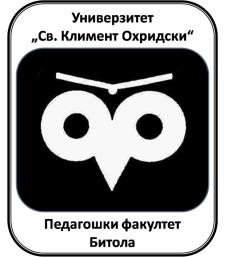 Универзитет
„Св. Климент Охридски“
Педагошки факултет
Битола